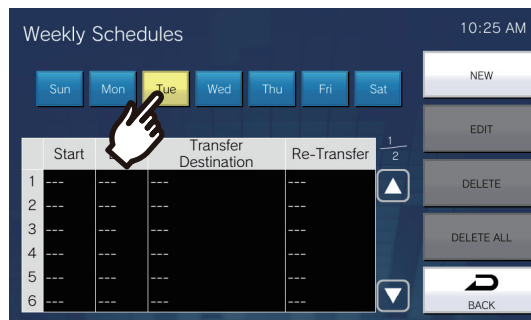 Weekly Schedules
10:25 AM
Sun Mon Tue Wed Thu Fri Sat
NEW
EDIT
DELETE
DELETE ALL
BACK
Start Transfer Destination Re-Transfer 1/2
1 --- --- --- ---
2 --- --- --- ---
3 --- --- --- ---
4 --- --- --- ---
5 --- --- --- ---
6 --- --- --- ---